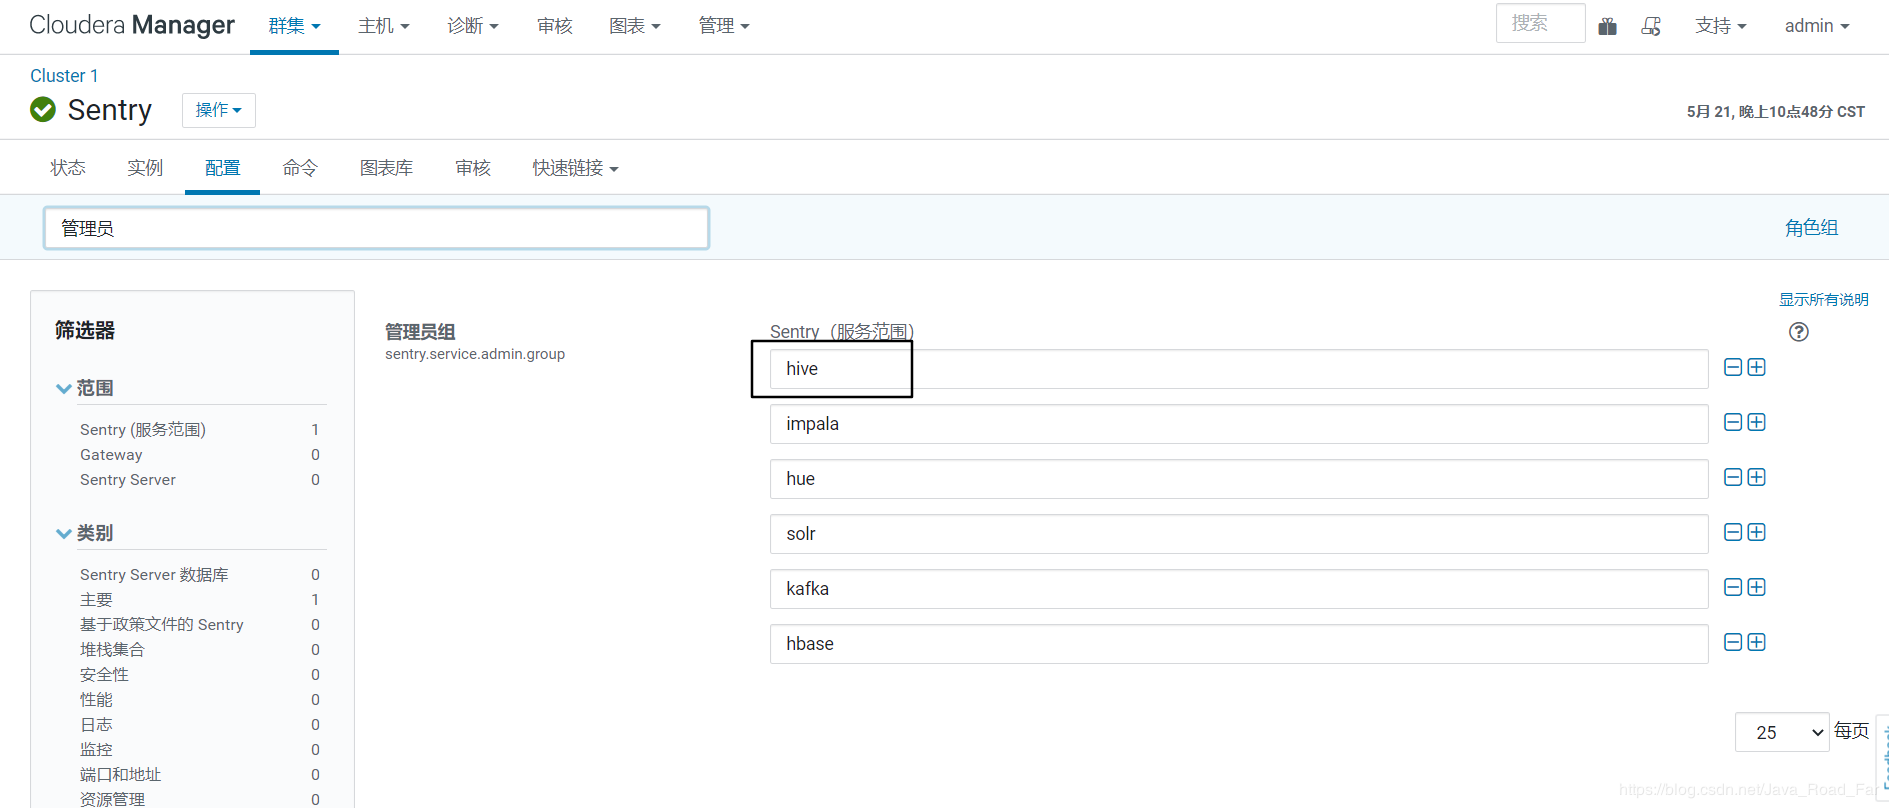 Cloudera Manager 群集 主机 诊断 审核 图表 管理 搜索 支持 admin
Cluster 1
Sentry 操作
5月 21, 晚上10点48分 CST
状态 实例 配置 命令 图表库 审核 快速链接
管理员 角色组
显示所有说明
筛选器
管理员组 Sentry（服务范围）
sentry.service.admin.group
hive
范围
impala
Sentry (服务范围) 1
Gateway 0
Sentry Server 0
hue
类别
solr
Sentry Server 数据库 0
kafka
主要 1
基于政策文件的 Sentry 0
hbase
堆栈集合 0
安全性 0
性能 0
日志 0
25 每页
监控 0
端口和地址 0
资源管理 0
Feedback
https://blog.csdn.net/Java_Road_Far